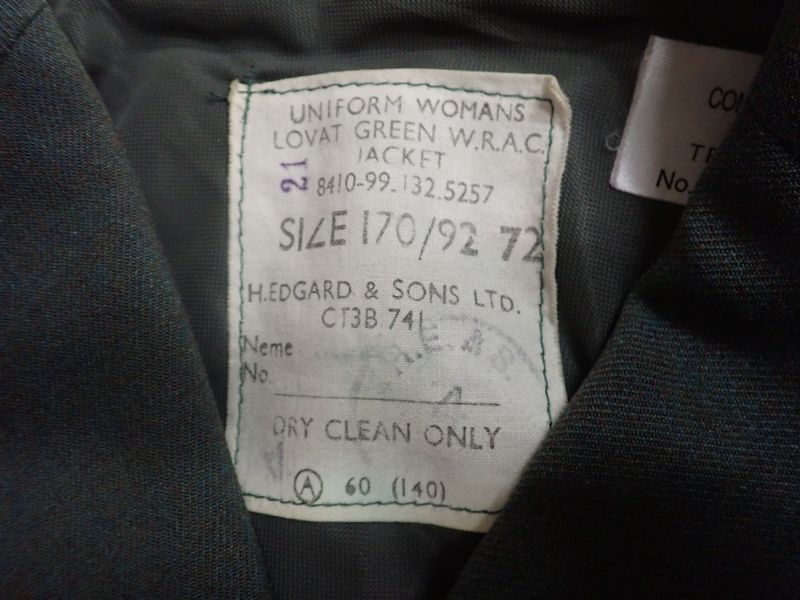 UNIFORM WOMANS
LOVAT GREEN W.R.A.C.
JACKET
21
8410-99.132.5257
SIZE 170/92 72
H.EDGARD & SONS LTD.
CT3B 741
Neme
No.
H.E. & S.
DRY CLEAN ONLY
A 60 (140)
No.